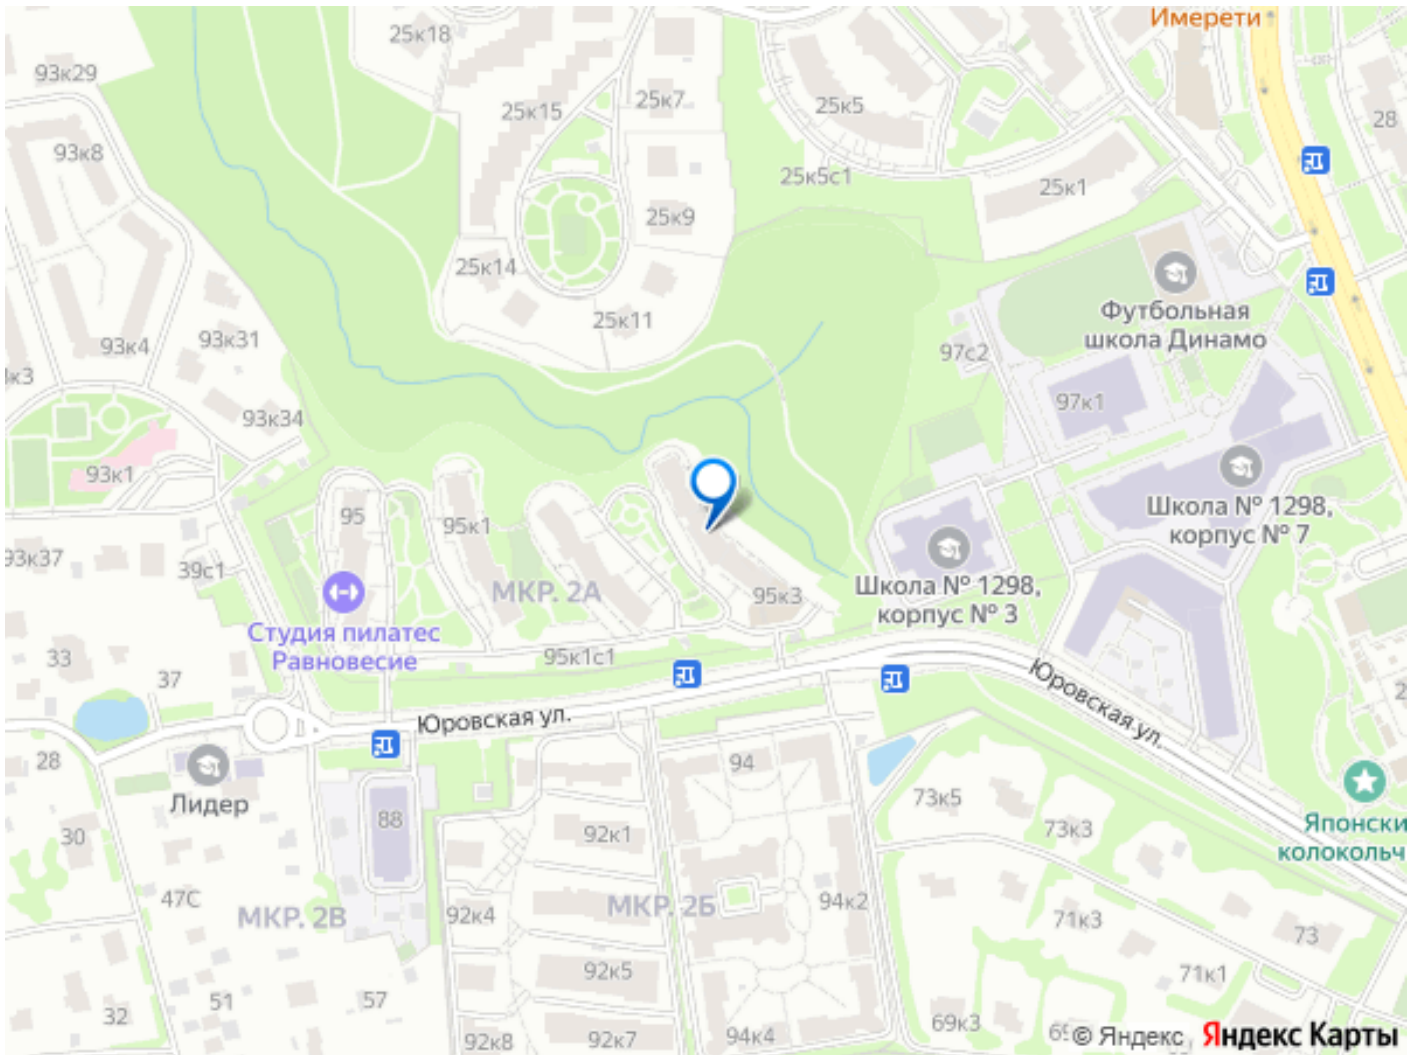 Имерети
25к18
93к29
25к7
25к5
25к15
28
93к8
25к5с1
25к1
25к9
25к14
Футбольная
школа Динамо
25к11
93к31
93к4
97с2
к3
97к1
93к34
93к1
Школа № 1298,
корпус № 7
95
95к1
93к37
39с1
МКР. 2А
95к3
Школа № 1298,
корпус № 3
Студия пилатес
Равновесие
95к1с1
33
37
Юровская ул.
Юровская ул.
28
94
Лидер
73к5
88
73к3
Японски
колокольч
30
92к1
47С
МКР. 2В
92к4
МКР. 2Б
94к2
71к3
73
92к5
71к1
51
57
32
92к8
92к7
94к4
69к3
© Яндекс
Яндекс Карты